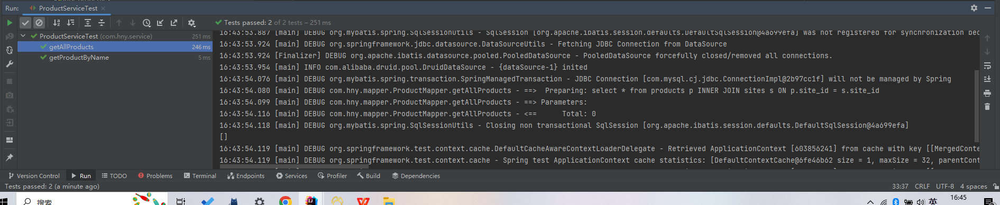 Run: ProductServiceTest ×
Tests passed: 2 of 2 tests – 251 ms
ProductServiceTest (com.hny.service) 251 ms
getAllProducts 246 ms
getProductByName 5 ms
16:43:53.887 [main] DEBUG org.mybatis.spring.SqlSessionUtils - SqlSession [org.apache.ibatis.session.defaults.DefaultSqlSession@4a699efa] was not registered for synchronization bec
16:43:53.924 [main] DEBUG org.springframework.jdbc.datasource.DataSourceUtils - Fetching JDBC Connection from DataSource
16:43:53.924 [Finalizer] DEBUG org.apache.ibatis.datasource.pooled.PooledDataSource - PooledDataSource forcefully closed/removed all connections.
16:43:53.954 [main] INFO com.alibaba.druid.pool.DruidDataSource - {dataSource-1} inited
16:43:54.076 [main] DEBUG org.mybatis.spring.transaction.SpringManagedTransaction - JDBC Connection [com.mysql.cj.jdbc.ConnectionImpl@2b97cc1f] will not be managed by Spring
16:43:54.080 [main] DEBUG com.hny.mapper.ProductMapper.getAllProducts - ==>  Preparing: select * from products p INNER JOIN sites s ON p.site_id = s.site_id
16:43:54.099 [main] DEBUG com.hny.mapper.ProductMapper.getAllProducts - ==> Parameters:
16:43:54.116 [main] DEBUG com.hny.mapper.ProductMapper.getAllProducts - <==      Total: 0
16:43:54.118 [main] DEBUG org.mybatis.spring.SqlSessionUtils - Closing non transactional SqlSession [org.apache.ibatis.session.defaults.DefaultSqlSession@4a699efa]
[]
16:43:54.119 [main] DEBUG org.springframework.test.context.cache.DefaultCacheAwareContextLoaderDelegate - Retrieved ApplicationContext [603856241] from cache with key [[MergedConte
16:43:54.119 [main] DEBUG org.springframework.test.context.cache - Spring test ApplicationContext cache statistics: [DefaultContextCache@6fe46b62 size = 1, maxSize = 32, parentCont
Version Control Run TODO Problems Terminal Endpoints Services Profiler Build Dependencies
Tests passed: 2 (a minute ago) 33:37 CRLF UTF-8 4 spaces
搜索 英 16:45